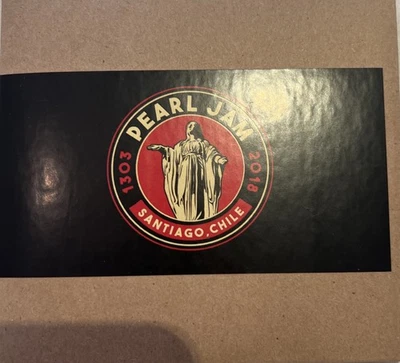 PEARL JAM
1303
2018
SANTIAGO, CHILE